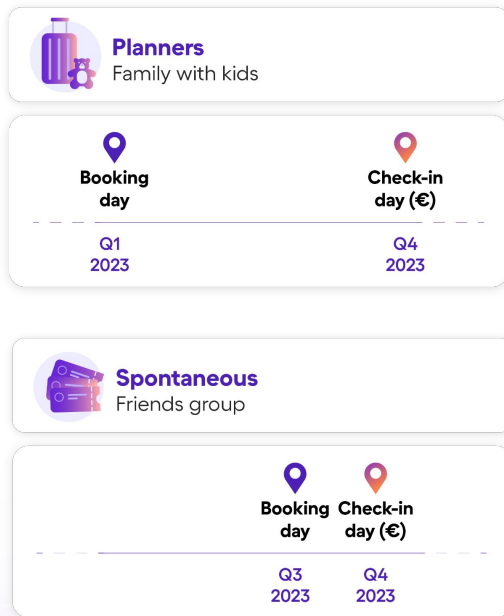 Planners
Family with kids
Booking
day
Check-in
day (€)
Q1
2023
Q4
2023
Spontaneous
Friends group
Booking
day
Check-in
day (€)
Q3
2023
Q4
2023